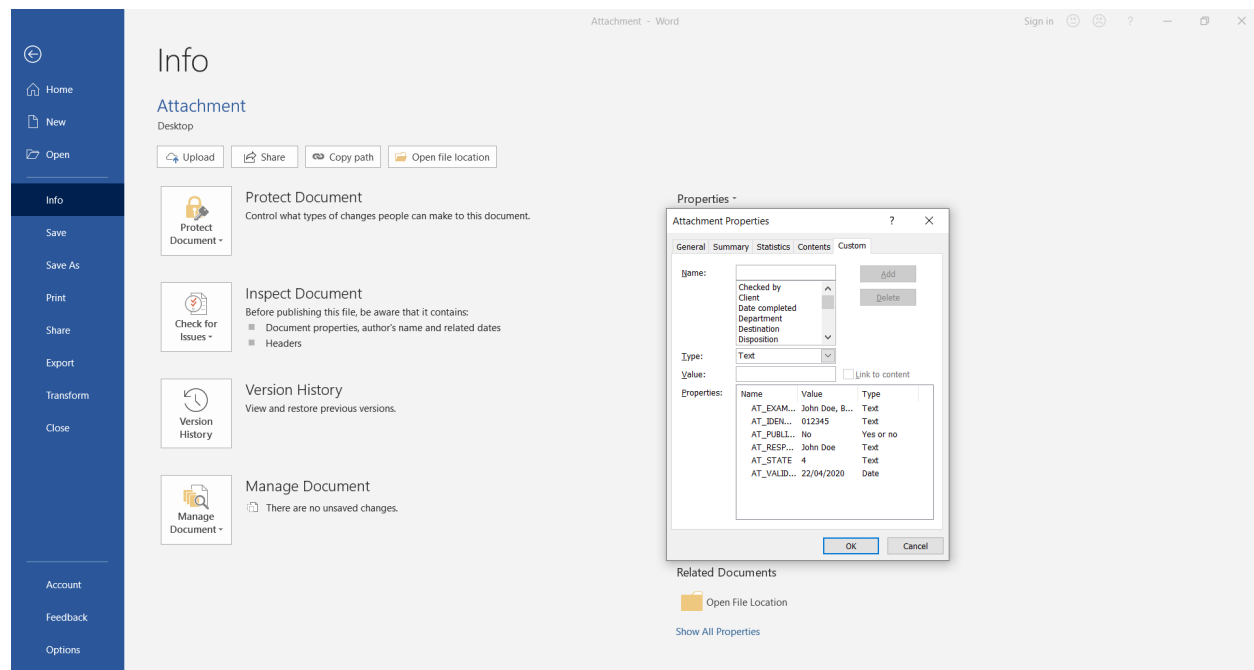 Attachment - Word
Sign in
?
Info
Home
New
Open
Info
Save
Save As
Print
Share
Export
Transform
Close
Account
Feedback
Options
Attachment
Desktop
Upload
Share
Copy path
Open file location
Protect Document
Protect Document
Control what types of changes people can make to this document.
Check for Issues
Inspect Document
Before publishing this file, be aware that it contains:
Document properties, author's name and related dates
Headers
Version History
Version History
View and restore previous versions.
Manage Document
Manage Document
There are no unsaved changes.
Properties
Attachment Properties ?
General Summary Statistics Contents Custom
Name:
Add
Delete
Checked by
Client
Date completed
Department
Destination
Disposition
Type: Text
Value:
Link to content
Properties: Name Value Type
AT_EXAM... John Doe, B... Text
AT_IDEN... 012345 Text
AT_PUBLI... No Yes or no
AT_RESP... John Doe Text
AT_STATE 4 Text
AT_VALID... 22/04/2020 Date
OK Cancel
Related Documents
Open File Location
Show All Properties